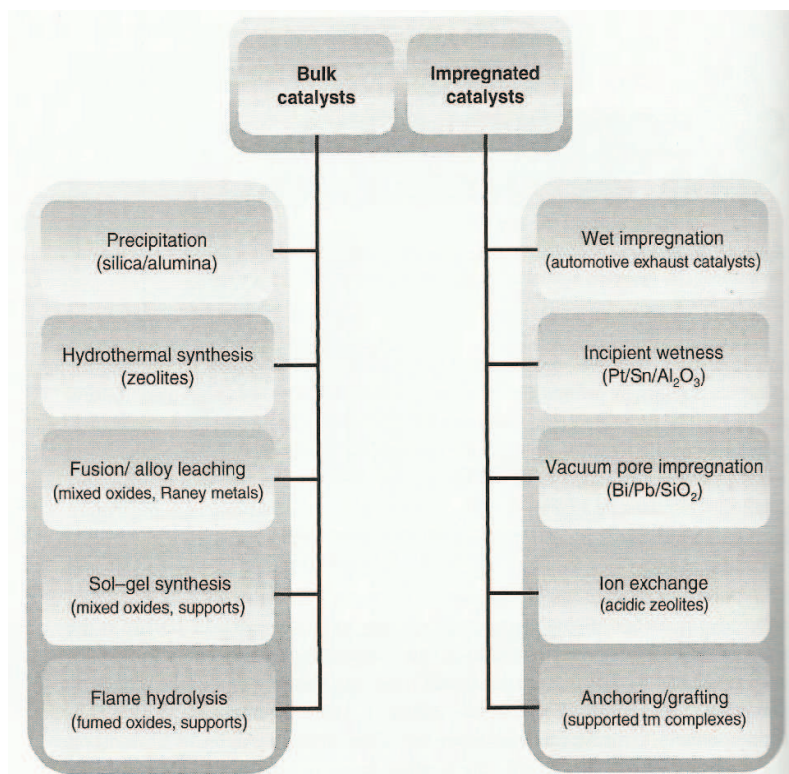 Bulk
catalysts
Impregnated
catalysts
Precipitation
(silica/alumina)
Hydrothermal synthesis
(zeolites)
Fusion/ alloy leaching
(mixed oxides, Raney metals)
Sol–gel synthesis
(mixed oxides, supports)
Flame hydrolysis
(fumed oxides, supports)
Wet impregnation
(automotive exhaust catalysts)
Incipient wetness
(Pt/Sn/Al₂O₃)
Vacuum pore impregnation
(Bi/Pb/SiO₂)
Ion exchange
(acidic zeolites)
Anchoring/grafting
(supported tm complexes)